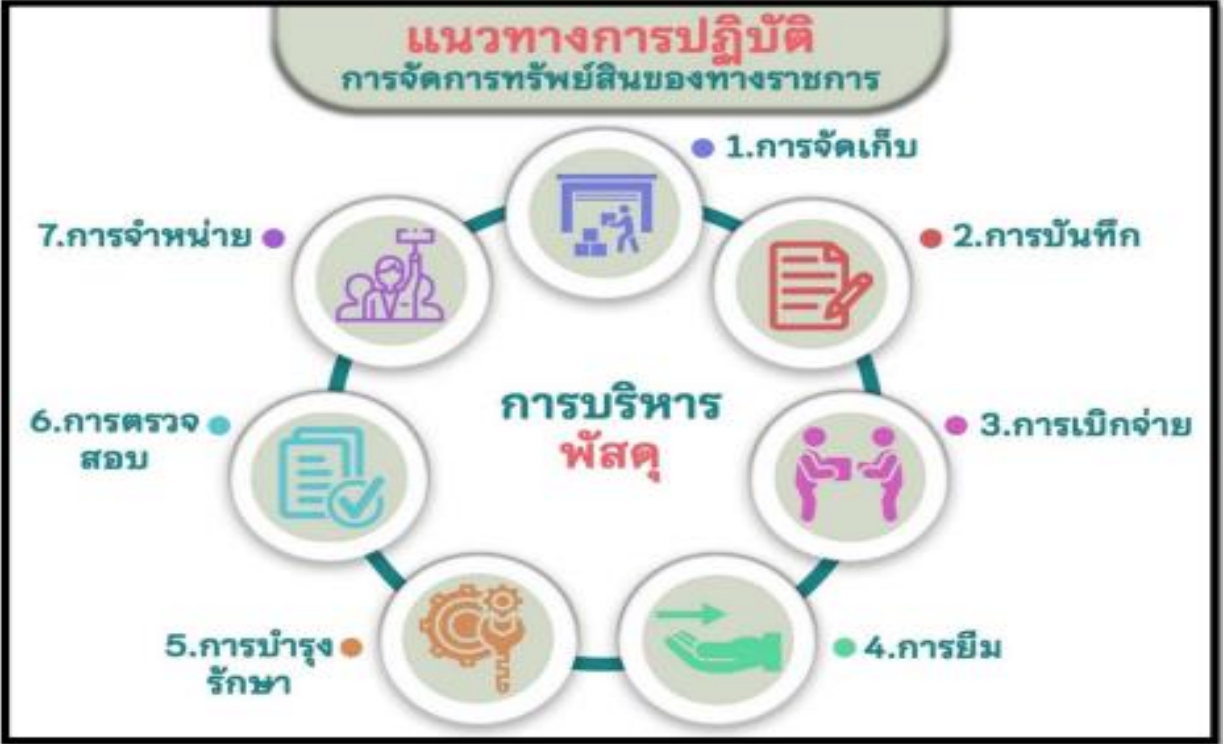 แนวทางการปฏิบัติ
การจัดการทรัพย์สินของทางราชการ
1.การจัดเก็บ
2.การบันทึก
3.การเบิกจ่าย
4.การยืม
5.การบำรุง
รักษา
6.การตรวจ
สอบ
7.การจำหน่าย
การบริหาร
พัสดุ